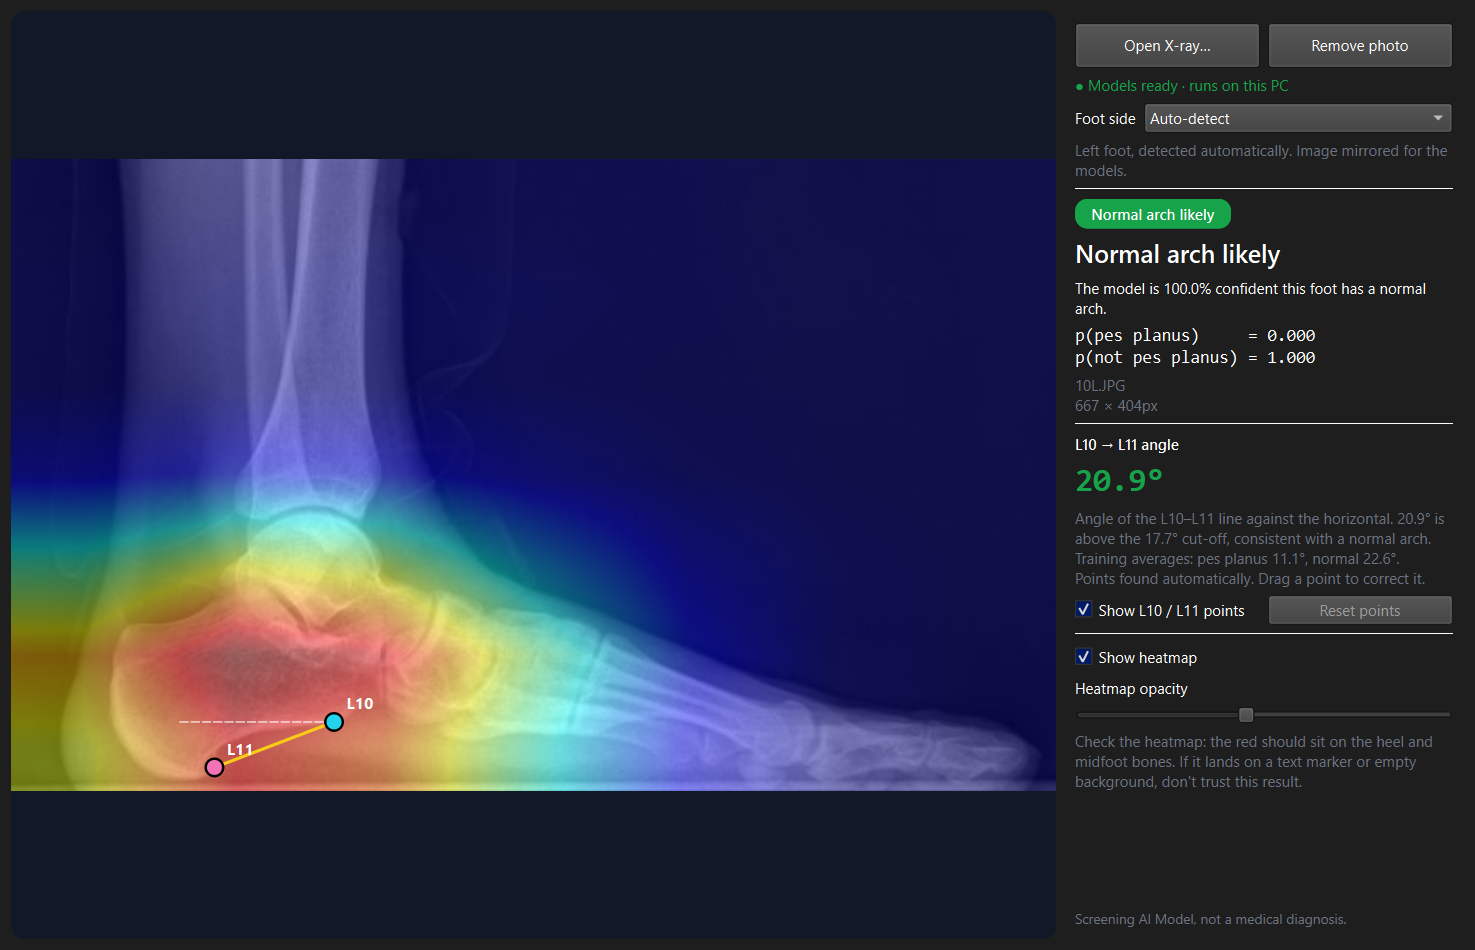 Open X-ray...
Remove photo
● Models ready · runs on this PC
Foot side
Auto-detect
Left foot, detected automatically. Image mirrored for the
models.
Normal arch likely
Normal arch likely
The model is 100.0% confident this foot has a normal
arch.
p(pes planus) = 0.000
p(not pes planus) = 1.000
10L.JPG
667 × 404px
L10 → L11 angle
20.9°
Angle of the L10–L11 line against the horizontal. 20.9° is
above the 17.7° cut-off, consistent with a normal arch.
Training averages: pes planus 11.1°, normal 22.6°.
Points found automatically. Drag a point to correct it.
Show L10 / L11 points
Reset points
Show heatmap
Heatmap opacity
Check the heatmap: the red should sit on the heel and
midfoot bones. If it lands on a text marker or empty
background, don't trust this result.
Screening AI Model, not a medical diagnosis.
L10
L11